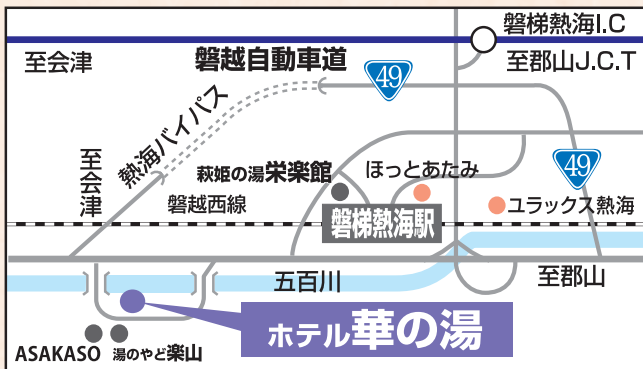 磐梯熱海I.C
至会津
磐越自動車道
至郡山J.C.T
49
熱海バイパス
至会津
萩姫の湯栄楽館
ほっとあたみ
49
磐越西線
磐梯熱海駅
ユラックス熱海
五百川
至郡山
ホテル華の湯
ASAKASO
湯のやど楽山